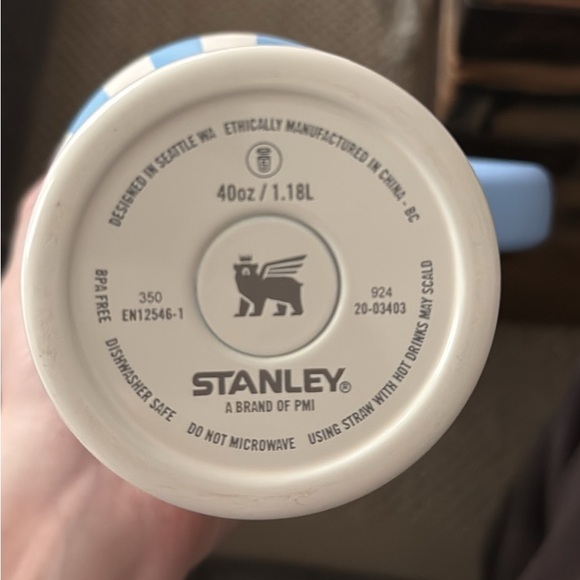 DESIGNED IN SEATTLE WA ETHICALLY MANUFACTURED IN CHINA - BC
40oz / 1.18L
350
EN12546-1
924
20-03403
STANLEY®
A BRAND OF PMI
BPA FREE DISHWASHER SAFE DO NOT MICROWAVE USING STRAW WITH HOT DRINKS MAY SCALD